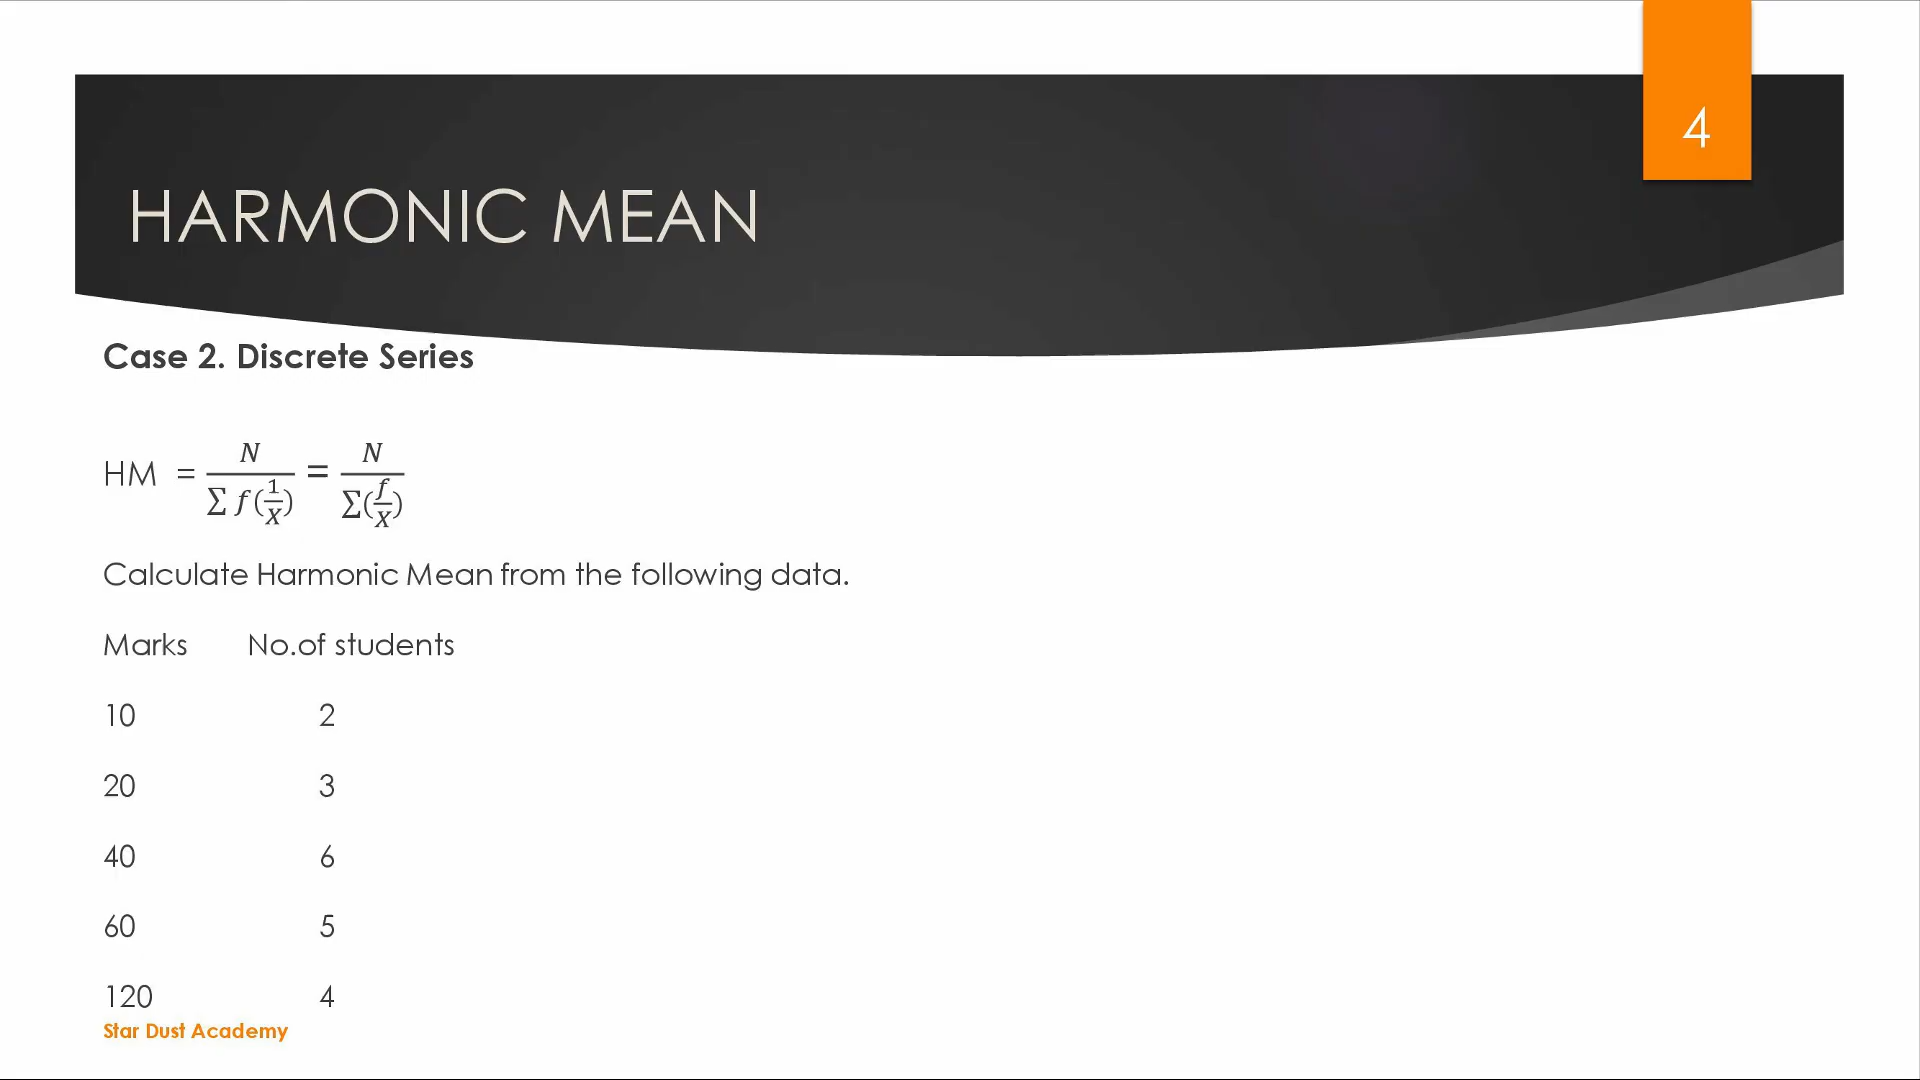 4
HARMONIC MEAN
Case 2. Discrete Series
HM = N / ∑ f(1/X) = N / ∑(f/X)
Calculate Harmonic Mean from the following data.
Marks No.of students
10 2
20 3
40 6
60 5
120 4
Star Dust Academy